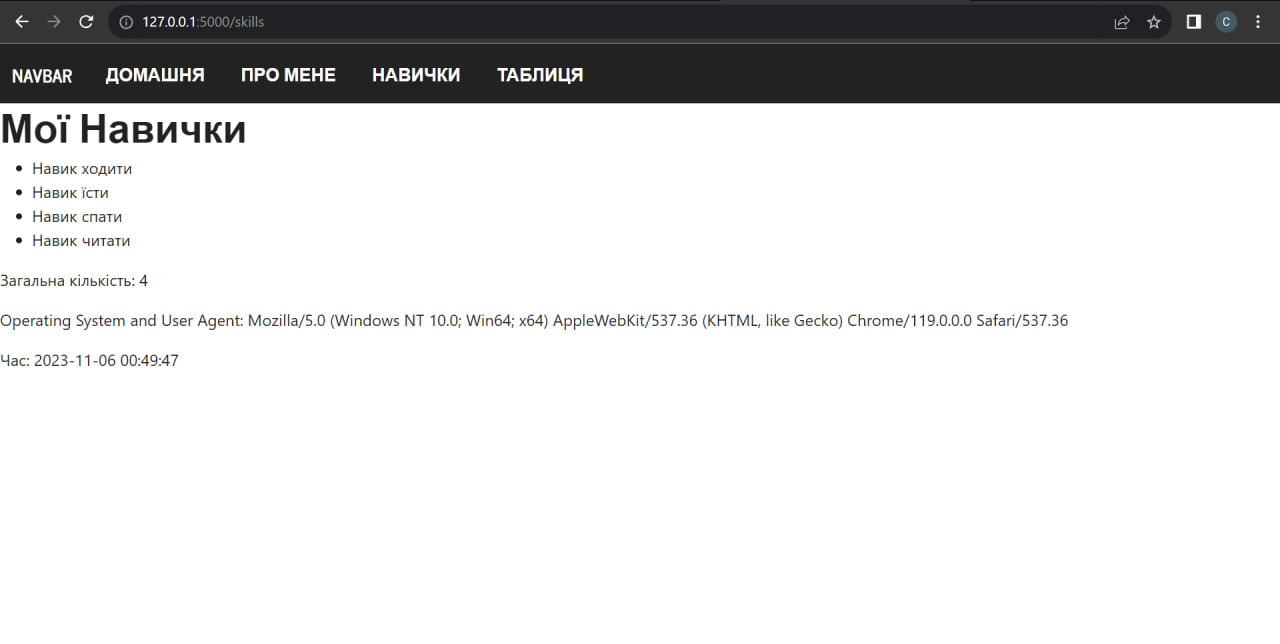 127.0.0.1:5000/skills
C
NAVBAR ДОМАШНЯ ПРО МЕНЕ НАВИЧКИ ТАБЛИЦЯ
Мої Навички
Навик ходити
Навик їсти
Навик спати
Навик читати
Загальна кількість: 4
Operating System and User Agent: Mozilla/5.0 (Windows NT 10.0; Win64; x64) AppleWebKit/537.36 (KHTML, like Gecko) Chrome/119.0.0.0 Safari/537.36
Час: 2023-11-06 00:49:47